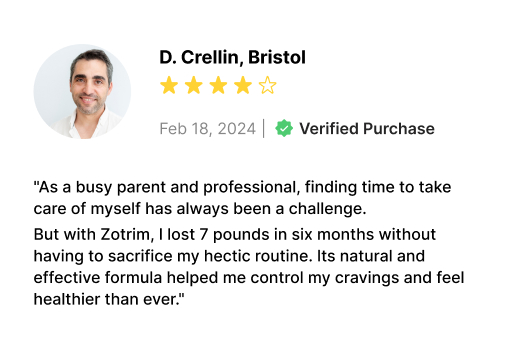 D. Crellin, Bristol
Feb 18, 2024 | Verified Purchase
"As a busy parent and professional, finding time to take
care of myself has always been a challenge.
But with Zotrim, I lost 7 pounds in six months without
having to sacrifice my hectic routine. Its natural and
effective formula helped me control my cravings and feel
healthier than ever."